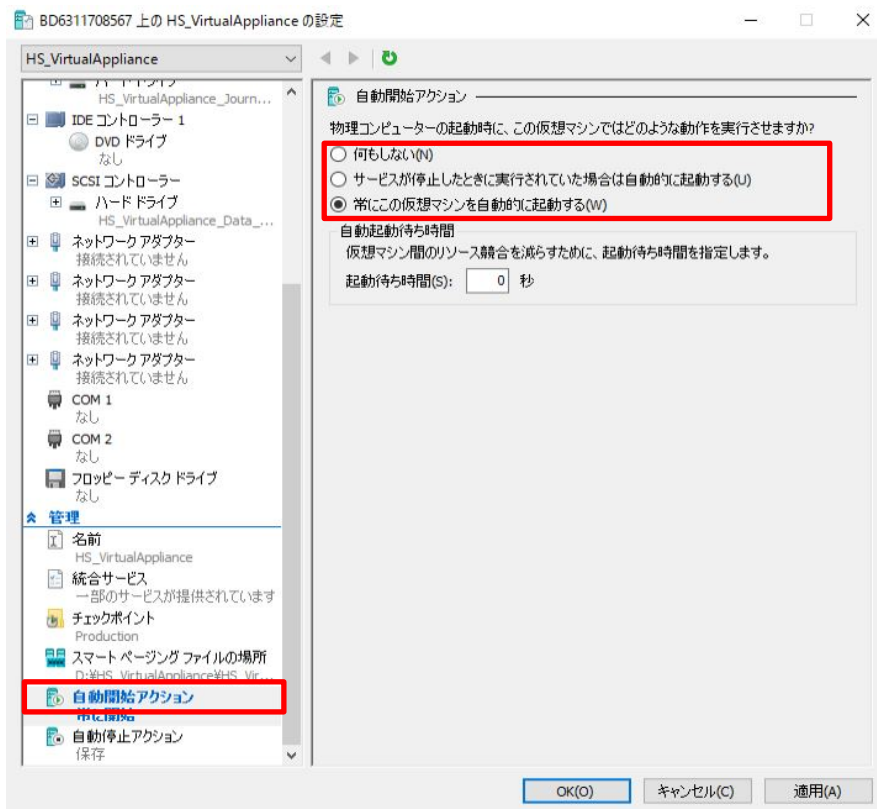 BD6311708567 上の HS_VirtualAppliance の設定
HS_VirtualAppliance
ハードドライブ
HS_VirtualAppliance_Journ...
IDE コントローラー 1
DVD ドライブ
なし
SCSI コントローラー
ハード ドライブ
HS_VirtualAppliance_Data_...
ネットワーク アダプター
接続されていません
ネットワーク アダプター
接続されていません
ネットワーク アダプター
接続されていません
ネットワーク アダプター
接続されていません
COM 1
なし
COM 2
なし
フロッピー ディスク ドライブ
なし
管理
名前
HS_VirtualAppliance
統合サービス
一部のサービスが提供されています
チェックポイント
Production
スマート ページング ファイルの場所
D:¥HS_VirtualAppliance¥HS_Vir...
自動開始アクション
常に開始
自動停止アクション
保存
自動開始アクション
物理コンピューターの起動時に、この仮想マシンではどのような動作を実行させますか?
何もしない(N)
サービスが停止したときに実行されていた場合は自動的に起動する(U)
常にこの仮想マシンを自動的に起動する(W)
自動起動待ち時間
仮想マシン間のリソース競合を減らすために、起動待ち時間を指定します。
起動待ち時間(S): 0 秒
OK(O) キャンセル(C) 適用(A)